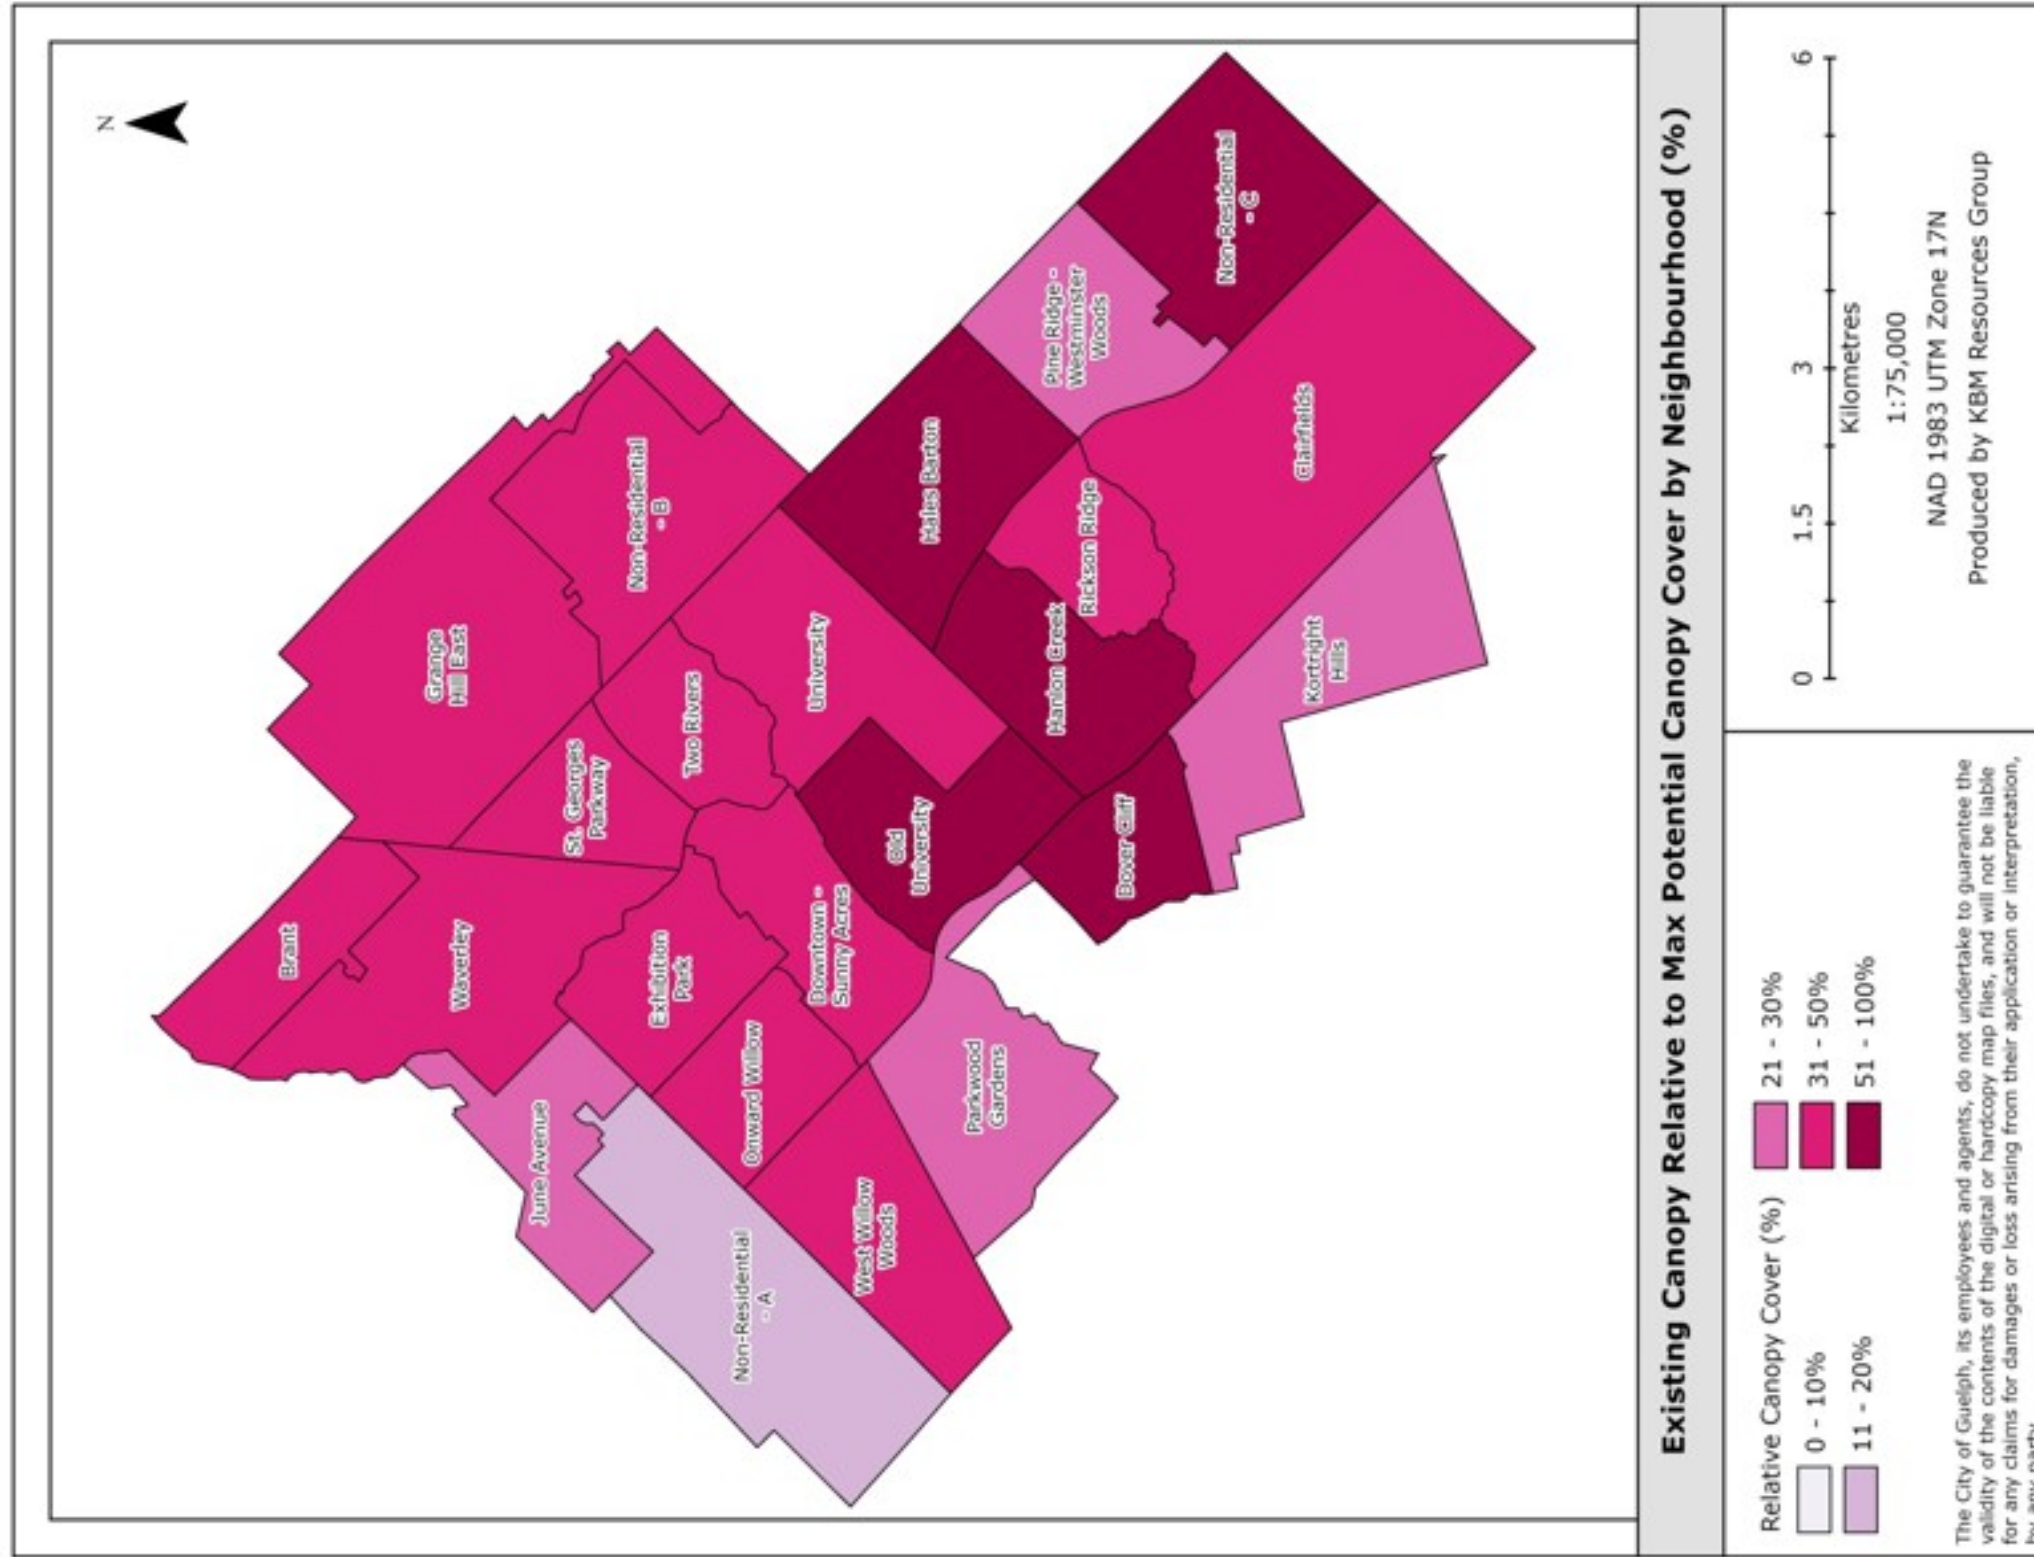 N
Brant
Waverley
Grange
Hill East
June Avenue
St. Georges
Parkway
Exhibition
Park
Non-Residential
- B
Two Rivers
Onward Willow
Non-Residential
- A
University
Downtown -
Sunny Acres
West Willow
Woods
Old
University
Hales Barton
Parkwood
Gardens
Hanlon Creek
Rickson Ridge
Pine Ridge -
Westminster
Woods
Dover Cliff
Non-Residential
- C
Clairfields
Kortright
Hills
Existing Canopy Relative to Max Potential Canopy Cover by Neighbourhood (%)
Relative Canopy Cover (%)
0 - 10%
11 - 20%
21 - 30%
31 - 50%
51 - 100%
The City of Guelph, its employees and agents, do not undertake to guarantee the
validity of the contents of the digital or hardcopy map files, and will not be liable
for any claims for damages or loss arising from their application or interpretation,
by any party.
0 1.5 3 6
Kilometres
1:75,000
NAD 1983 UTM Zone 17N
Produced by KBM Resources Group